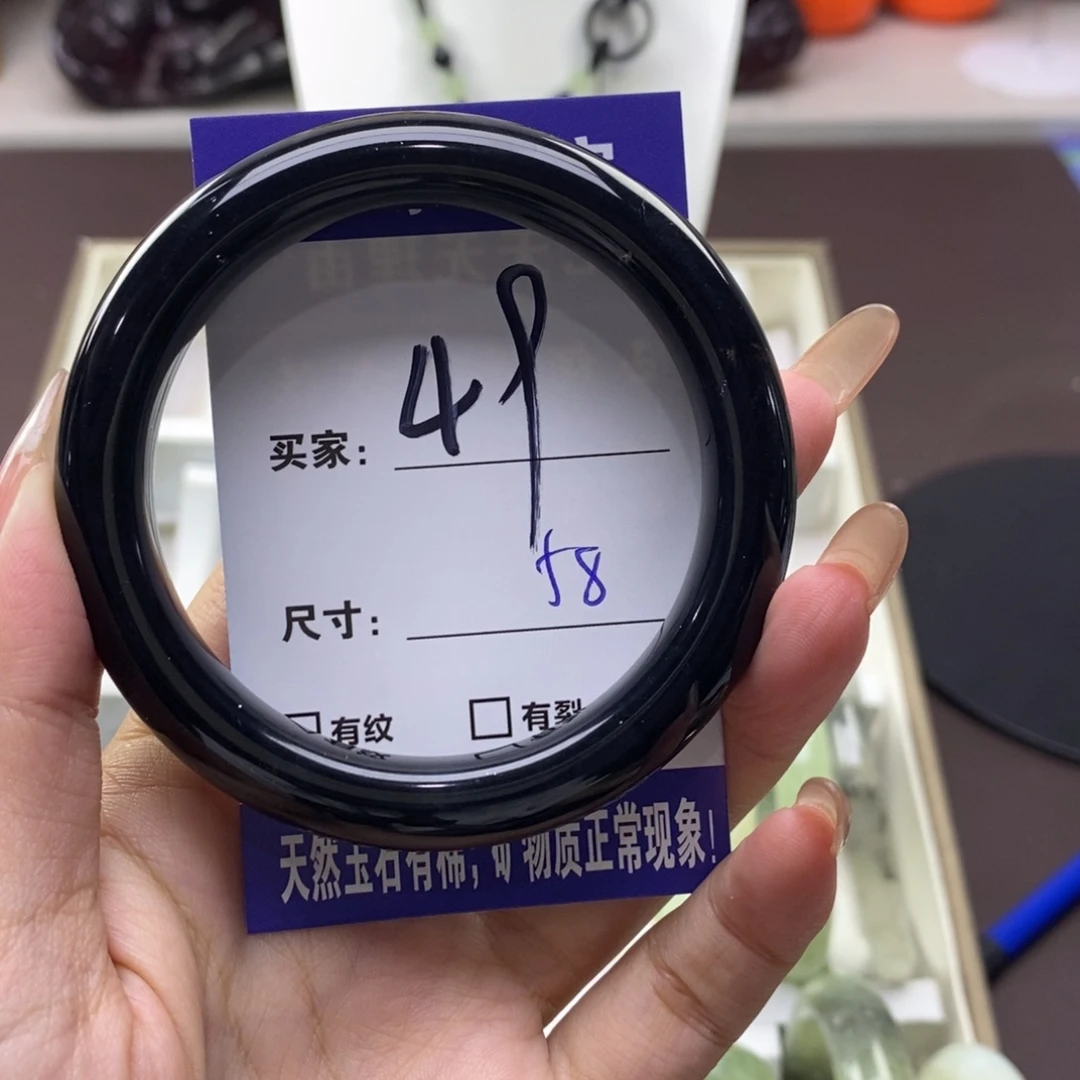 买家： 49
尺寸： 58
□ 有纹 □ 有裂
天然玉石有棉，矿物质正常现象！